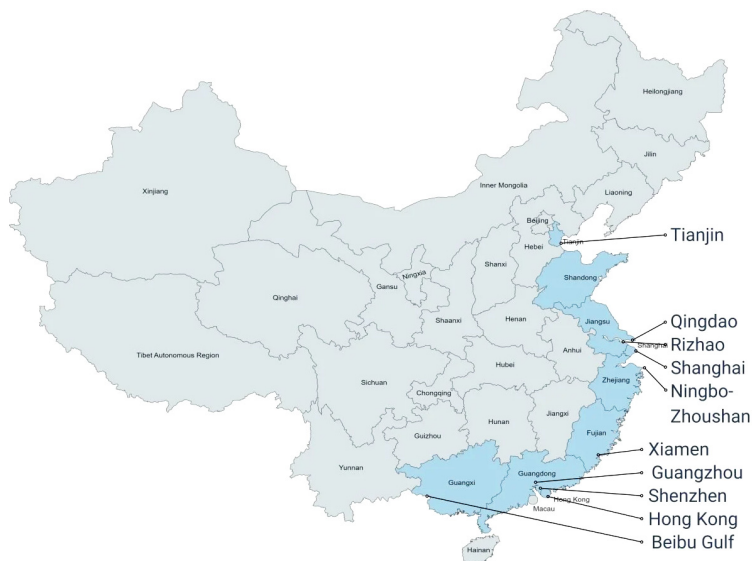 Heilongjiang
Jilin
Xinjiang
Inner Mongolia
Liaoning
Beijing
Tianjin
Tianjin
Hebei
Ningxia
Shanxi
Shandong
Gansu
Qinghai
Shaanxi
Henan
Jiangsu
Qingdao
Rizhao
Shanghai
Anhui
Tibet Autonomous Region
Shanghai
Hubei
Sichuan
Zhejiang
Ningbo-
Zhoushan
Chongqing
Jiangxi
Hunan
Fujian
Guizhou
Xiamen
Yunnan
Guangdong
Guangzhou
Guangxi
Shenzhen
Hong Kong
Macau
Hong Kong
Beibu Gulf
Hainan